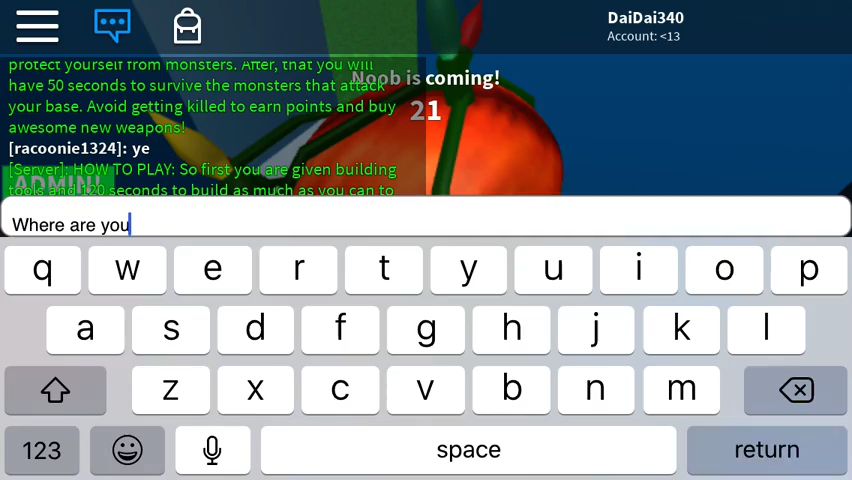 DaiDai340
Account: <13
protect yourself from monsters. After, that you will
have 50 seconds to survive the monsters that attack
your base. Avoid getting killed to earn points and buy
awesome new weapons!
Noob is coming!
21
[racoonie1324]: ye
[Server]: HOW TO PLAY: So first you are given building
tools and 120 seconds to build as much as you can to
ADMIN!
Where are you
q w e r t y u i o p
a s d f g h j k l
z x c v b n m
123 space return